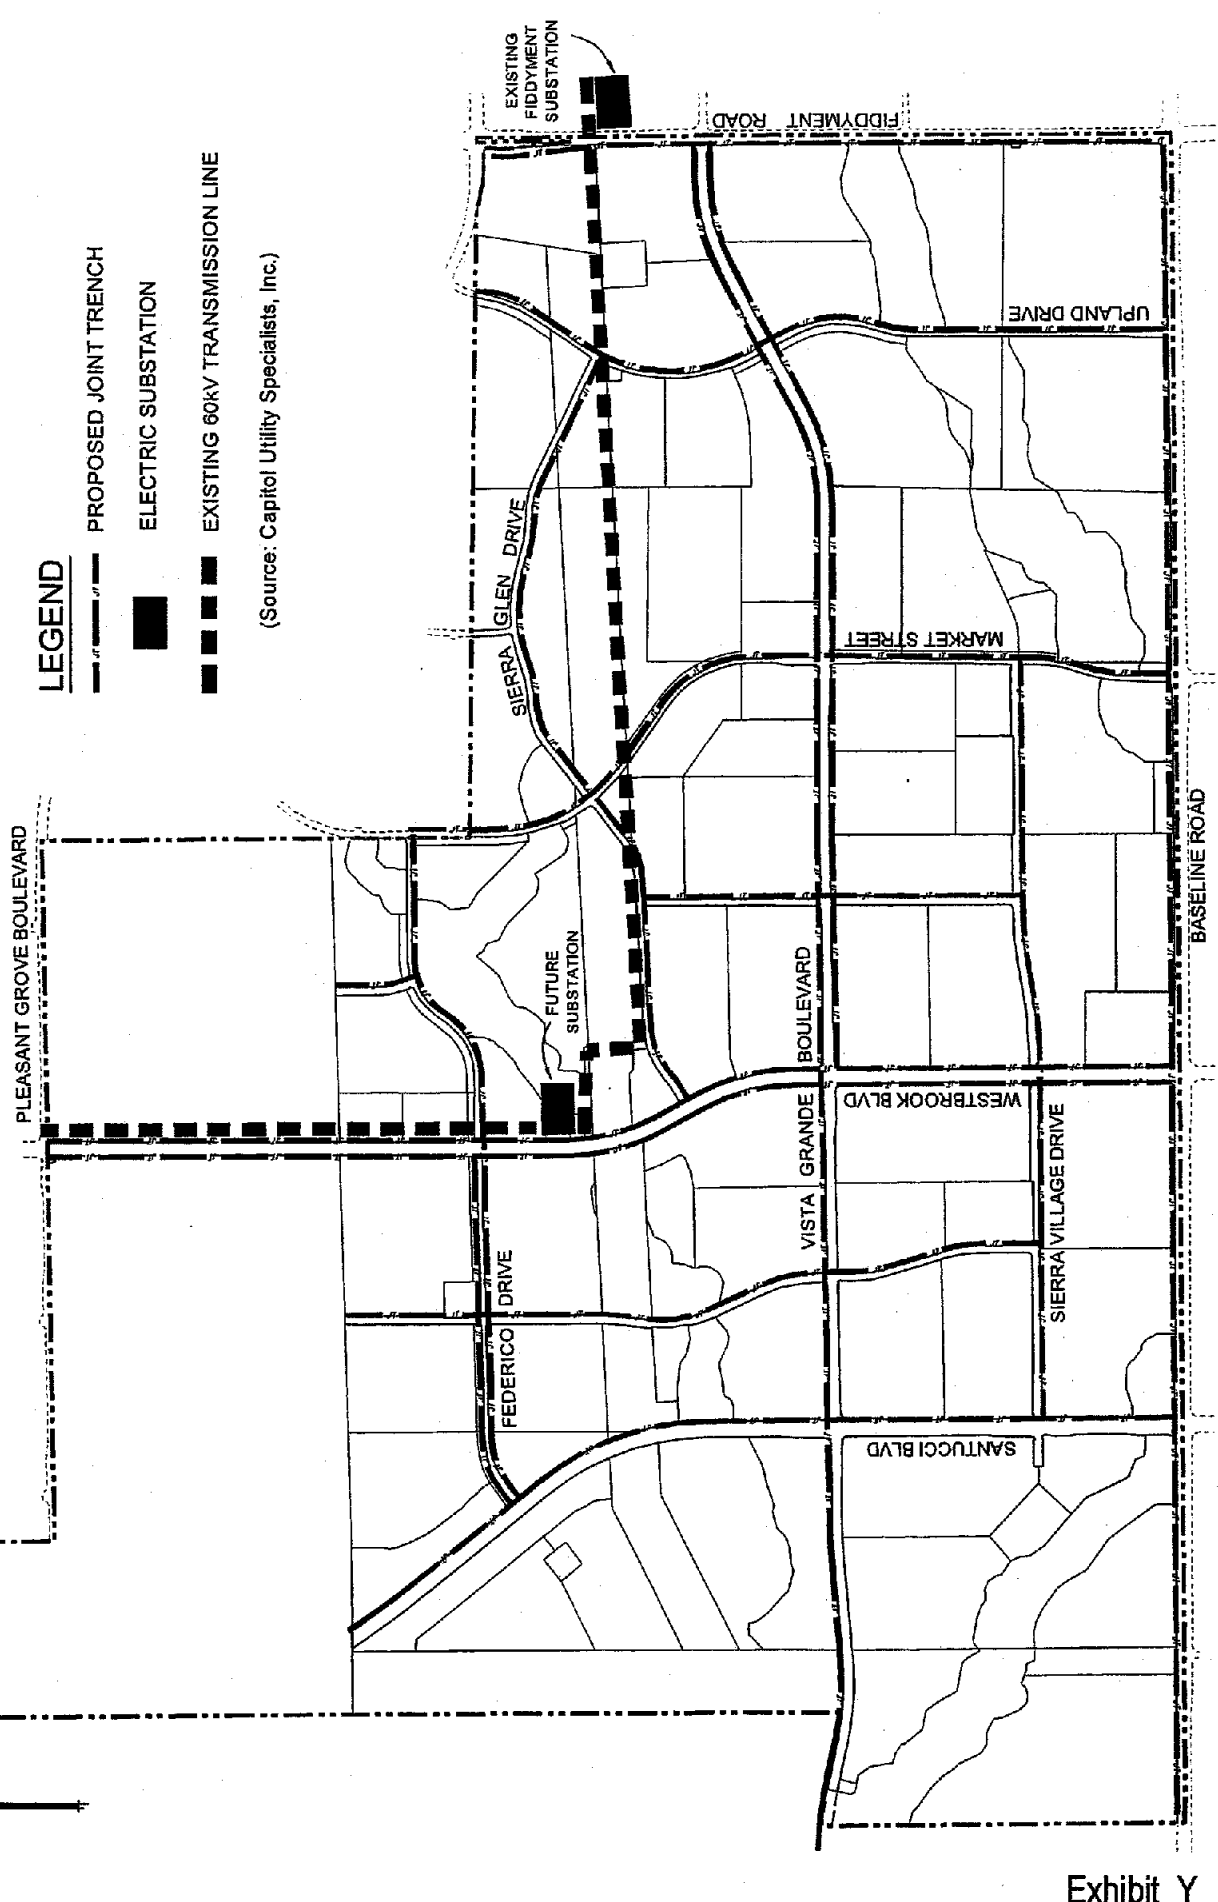 LEGEND
PROPOSED JOINT TRENCH
ELECTRIC SUBSTATION
EXISTING 60kV TRANSMISSION LINE
(Source: Capitol Utility Specialists, Inc.)
EXISTING
FIDDYMENT
SUBSTATION
FIDDYMENT ROAD
UPLAND DRIVE
SIERRA GLEN DRIVE
MARKET STREET
PLEASANT GROVE BOULEVARD
BASELINE ROAD
FUTURE
SUBSTATION
VISTA GRANDE BOULEVARD
WESTBROOK BLVD
SIERRA VILLAGE DRIVE
FEDERICO DRIVE
SANTUCCI BLVD
Exhibit Y